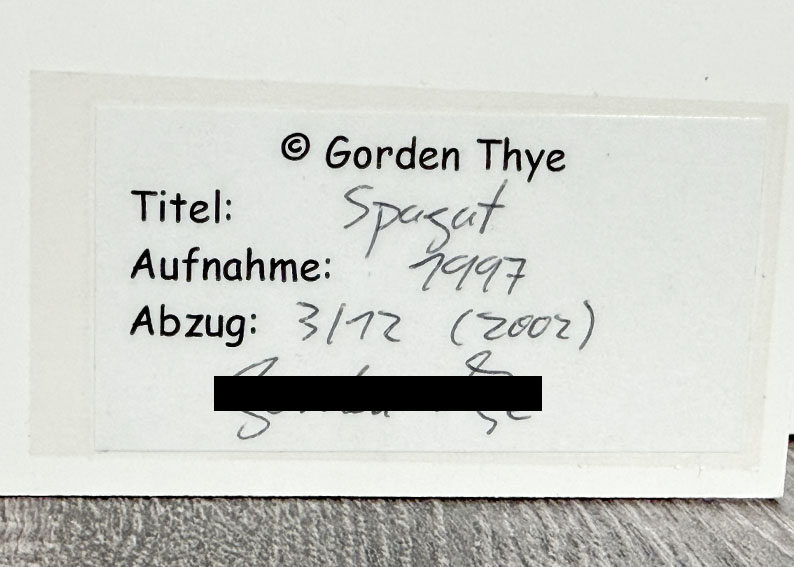 © Gorden Thye
Titel: Spagat
Aufnahme: 1997
Abzug: 3/12 (2002)